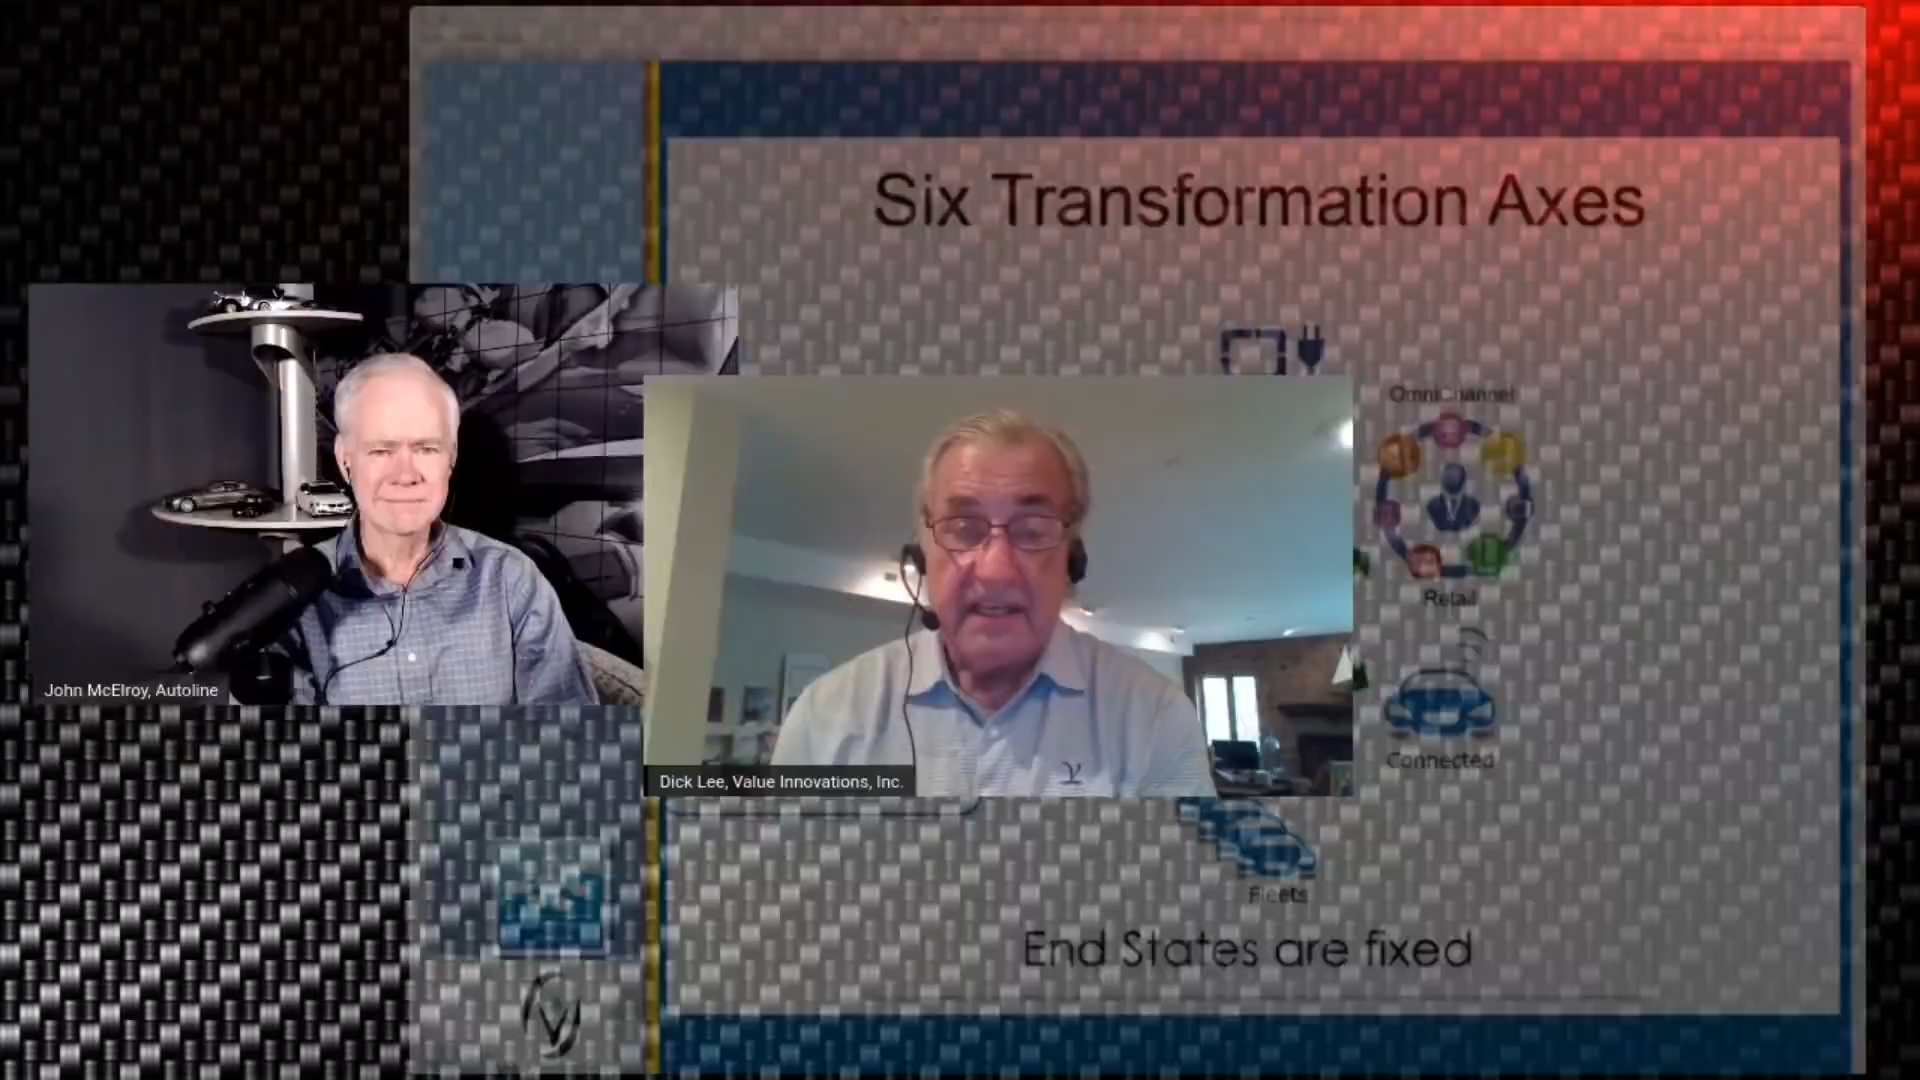 Six Transformation Axes
Omnichannel
Retail
John McElroy, Autoline
Connected
Dick Lee, Value Innovations, Inc.
Fleets
End States are fixed